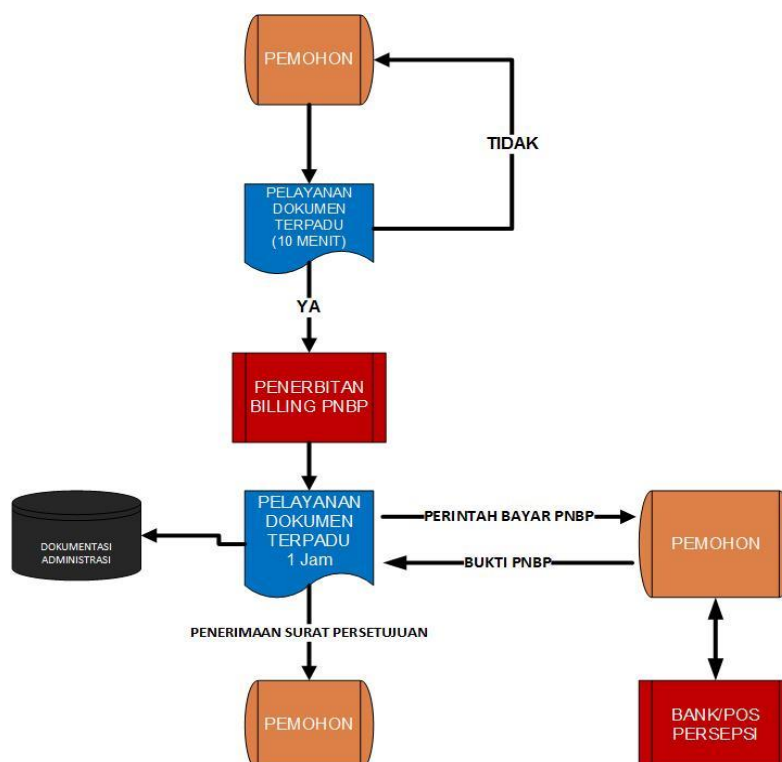 PEMOHON
TIDAK
PELAYANAN
DOKUMEN
TERPADU
(10 MENIT)
YA
PENERBITAN
BILLING PNBP
PELAYANAN
DOKUMEN
TERPADU
1 Jam
PERINTAH BAYAR PNBP
PEMOHON
BUKTI PNBP
DOKUMENTASI
ADMINISTRASI
PENERIMAAN SURAT PERSETUJUAN
PEMOHON
BANK/POS
PERSEPSI